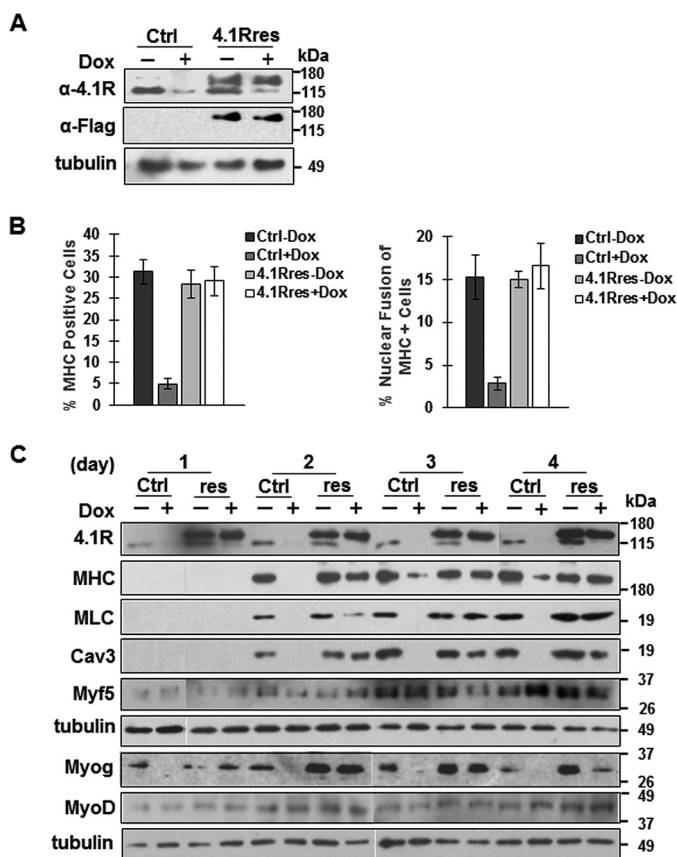 A
Ctrl 4.1Rres
Dox – + – + kDa
α-4.1R 180
115
α-Flag 180
115
tubulin 49
B
% MHC Positive Cells
40
35
30
25
20
15
10
5
0
Ctrl-Dox
Ctrl+Dox
4.1Rres-Dox
4.1Rres+Dox
% Nuclear Fusion of
MHC + Cells
20
15
10
5
0
Ctrl-Dox
Ctrl+Dox
4.1Rres-Dox
4.1Rres+Dox
C
(day) 1 2 3 4
Ctrl res Ctrl res Ctrl res Ctrl res
Dox – + – + – + – + – + – + – + – + kDa
4.1R 180
115
MHC 180
MLC 19
Cav3 19
Myf5 37
26
tubulin 49
Myog 37
26
MyoD 49
37
tubulin 49